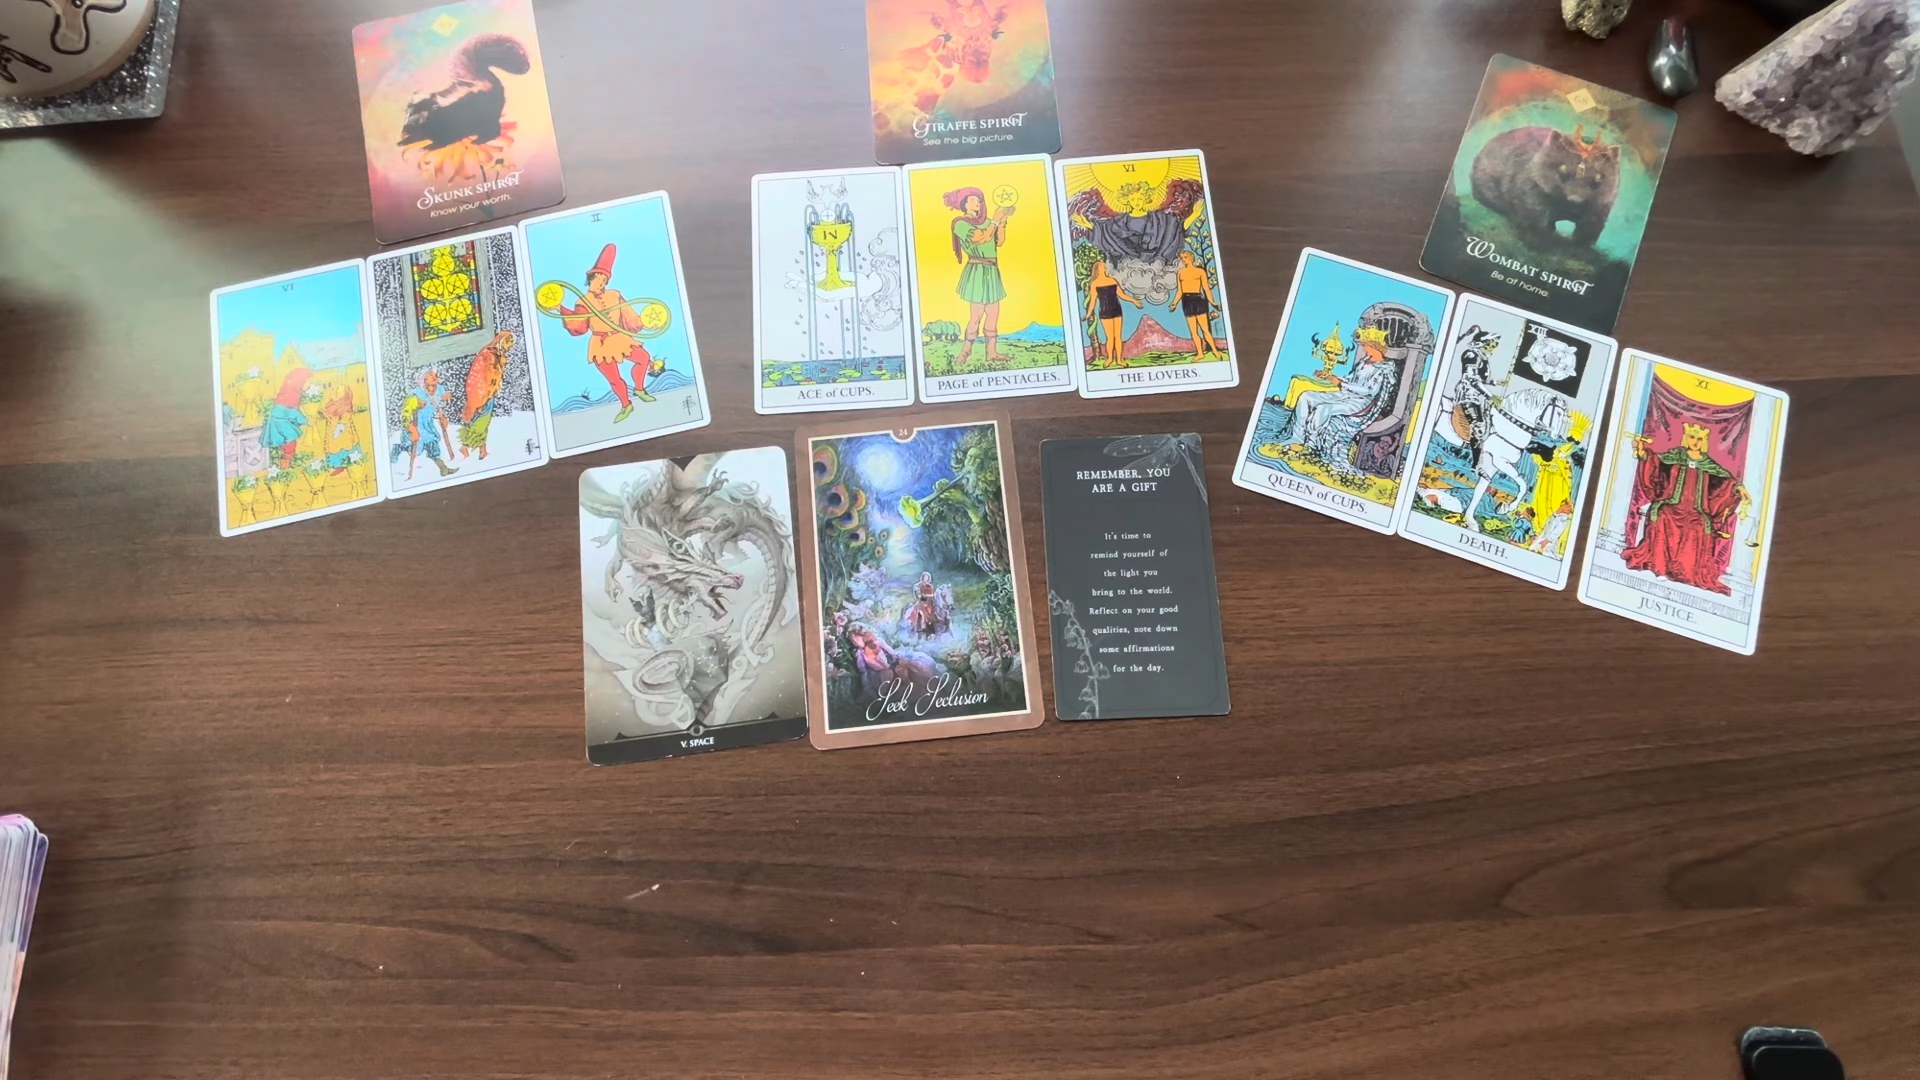 SKUNK SPIRIT
Know your worth.
GIRAFFE SPIRIT
See the big picture.
WOMBAT SPIRIT
Be at home.
VI
II
ACE of CUPS.
PAGE of PENTACLES.
VI
THE LOVERS.
QUEEN of CUPS.
XIII
DEATH.
XI
JUSTICE.
V. SPACE
24
Seek Seclusion
REMEMBER, YOU
ARE A GIFT
It's time to
remind yourself of
the light you
bring to the world.
Reflect on your good
qualities, note down
some affirmations
for the day.